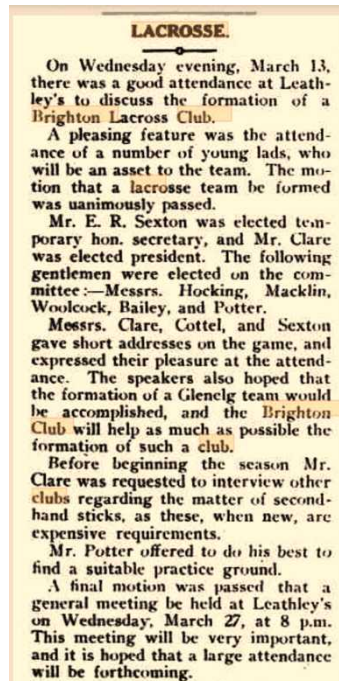 LACROSSE.
On Wednesday evening, March 13,
there was a good attendance at Leath-
ley's to discuss the formation of a
Brighton Lacross Club.
A pleasing feature was the attend-
ance of a number of young lads, who
will be an asset to the team. The mo-
tion that a lacrosse team be formed
was uanimously passed.
Mr. E. R. Sexton was elected tem-
porary hon. secretary, and Mr. Clare
was elected president. The following
gentlemen were elected on the com-
mittee:—Messrs. Hocking, Macklin,
Woolcock, Bailey, and Potter.
Messrs. Clare, Cottel, and Sexton
gave short addresses on the game, and
expressed their pleasure at the attend-
ance. The speakers also hoped that
the formation of a Glenelg team would
be accomplished, and the Brighton
Club will help as much as possible the
formation of such a club.
Before beginning the season Mr.
Clare was requested to interview other
clubs regarding the matter of second-
hand sticks, as these, when new, are
expensive requirements.
Mr. Potter offered to do his best to
find a suitable practice ground.
A final motion was passed that a
general meeting be held at Leathley's
on Wednesday, March 27, at 8 p.m.
This meeting will be very important,
and it is hoped that a large attendance
will be forthcoming.